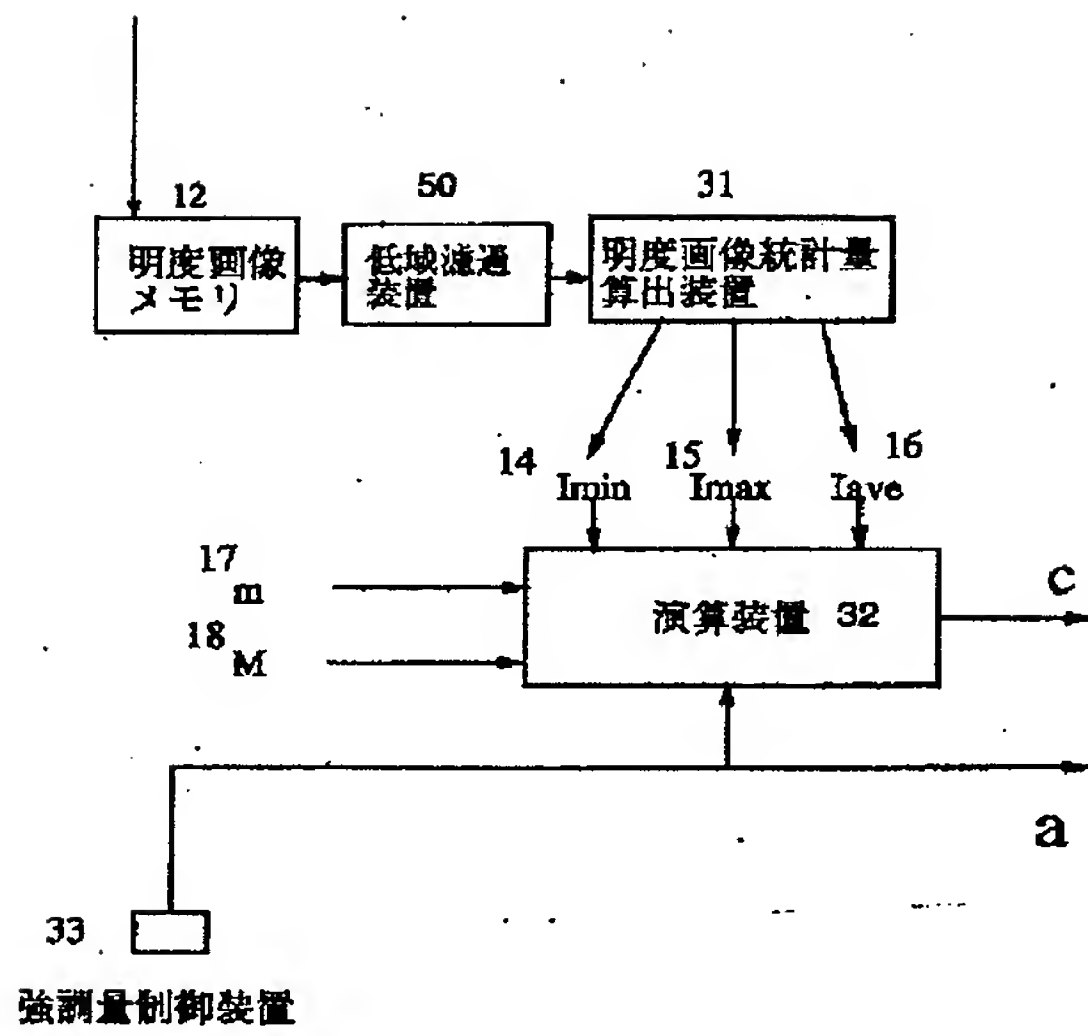 12
明度画像
メモリ
50
低域濾過
装置
31
明度画像統計量
算出装置
14 Imin
15 Imax
16 Iave
17 m
18 M
演算装置 32
C
a
33
強調量制御装置